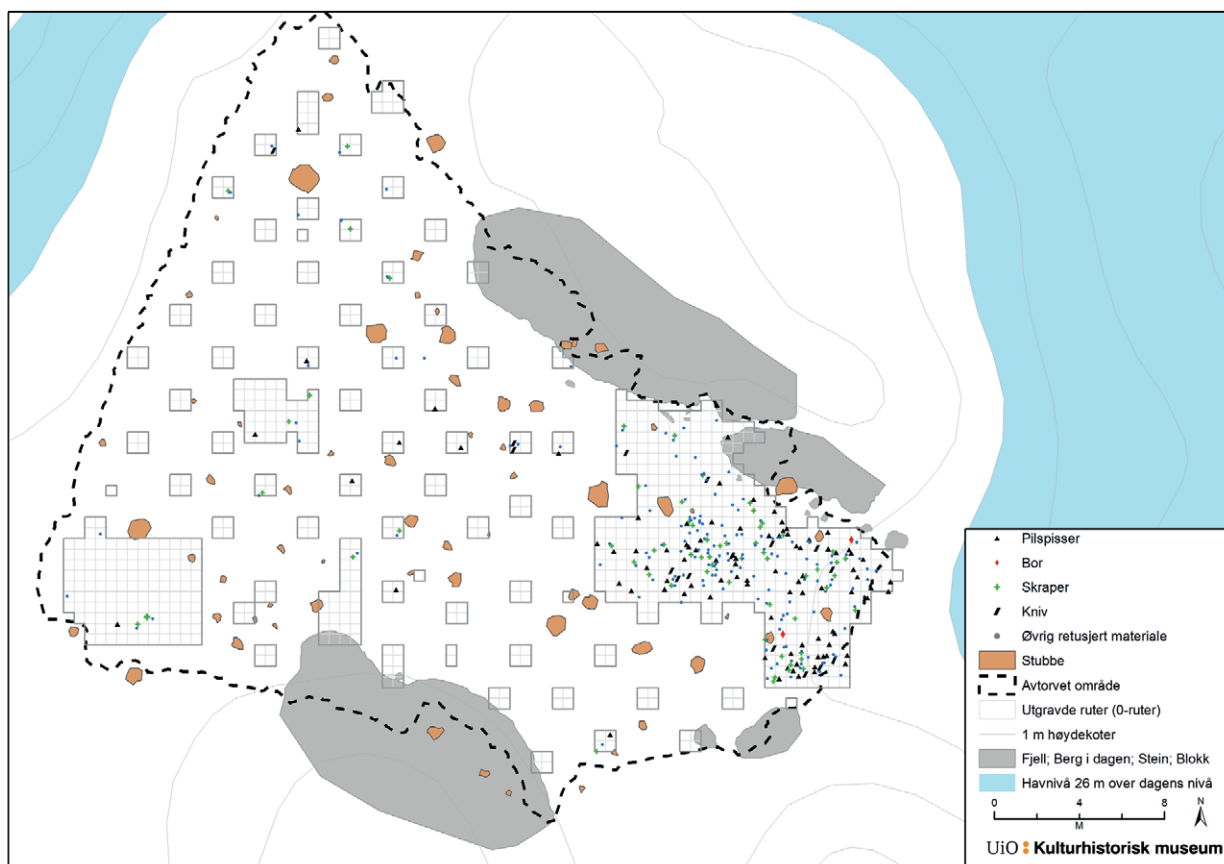 Pilspisser
Bor
Skraper
Kniv
Øvrig retusjert materiale
Stubbe
Avtorvet område
Utgravde ruter (0-ruter)
1 m høydekoter
Fjell; Berg i dagen; Stein; Blokk
Havnivå 26 m over dagens nivå
0 4 8 N
M
UiO Kulturhistorisk museum